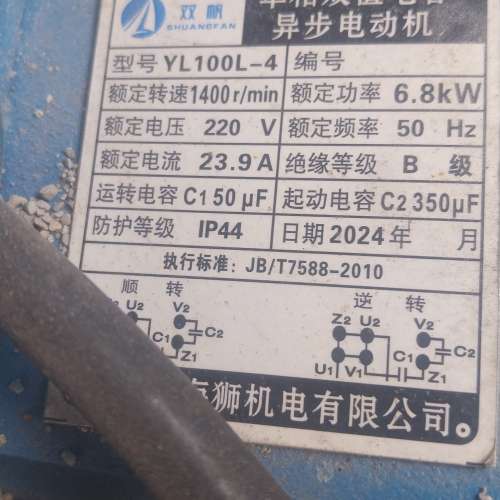 双帆
SHUANGFAN
单相双值电容
异步电动机
型号 YL100L-4 编号
额定转速 1400 r/min 额定功率 6.8kW
额定电压 220 V 额定频率 50 Hz
额定电流 23.9A 绝缘等级 B 级
运转电容 C1 50 μF 起动电容 C2 350μF
防护等级 IP44 日期 2024 年 月
执行标准: JB/T7588-2010
顺 转 逆 转
U2 V2 Z2 U2 V2
C2 C1 C2 C1
Z1 U1 V1 Z1
狮机电有限公司。